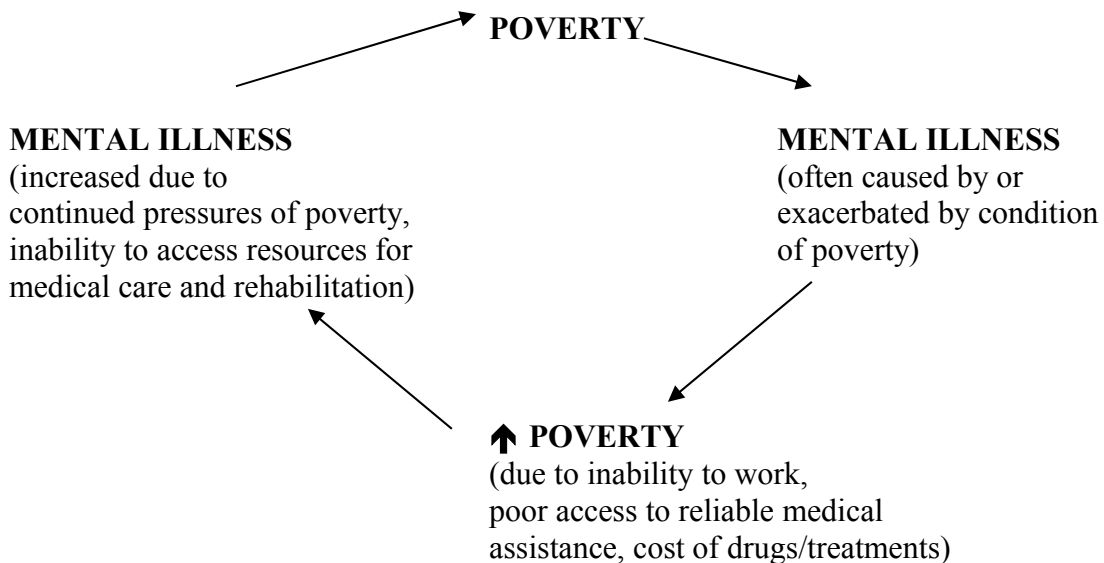 POVERTY
MENTAL ILLNESS
(increased due to
continued pressures of poverty,
inability to access resources for
medical care and rehabilitation)
MENTAL ILLNESS
(often caused by or
exacerbated by condition
of poverty)
↑ POVERTY
(due to inability to work,
poor access to reliable medical
assistance, cost of drugs/treatments)